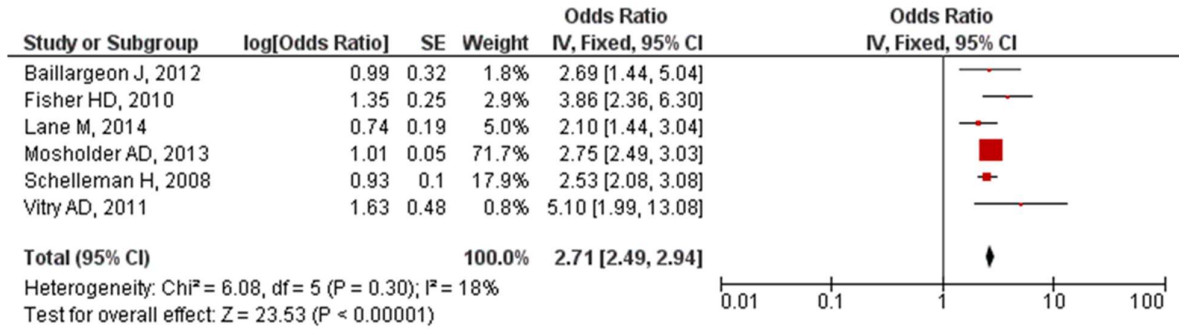 Odds Ratio Odds Ratio
Study or Subgroup log[Odds Ratio] SE Weight IV, Fixed, 95% CI IV, Fixed, 95% CI
Baillargeon J, 2012 0.99 0.32 1.8% 2.69 [1.44, 5.04]
Fisher HD, 2010 1.35 0.25 2.9% 3.86 [2.36, 6.30]
Lane M, 2014 0.74 0.19 5.0% 2.10 [1.44, 3.04]
Mosholder AD, 2013 1.01 0.05 71.7% 2.75 [2.49, 3.03]
Schelleman H, 2008 0.93 0.1 17.9% 2.53 [2.08, 3.08]
Vitry AD, 2011 1.63 0.48 0.8% 5.10 [1.99, 13.08]
Total (95% CI) 100.0% 2.71 [2.49, 2.94]
Heterogeneity: Chi² = 6.08, df = 5 (P = 0.30); I² = 18%
Test for overall effect: Z = 23.53 (P < 0.00001)
0.01 0.1 1 10 100